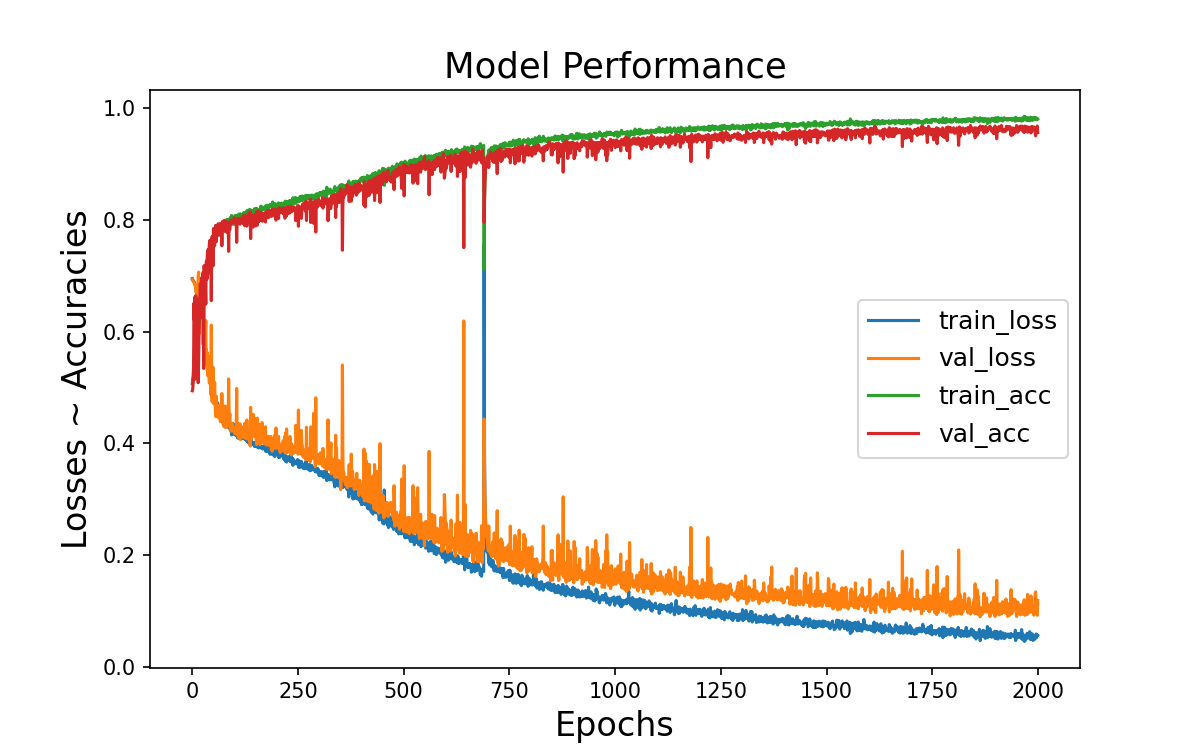 Model Performance
Losses ~ Accuracies
1.0
0.8
0.6
0.4
0.2
0.0
train_loss
val_loss
train_acc
val_acc
0 250 500 750 1000 1250 1500 1750 2000
Epochs